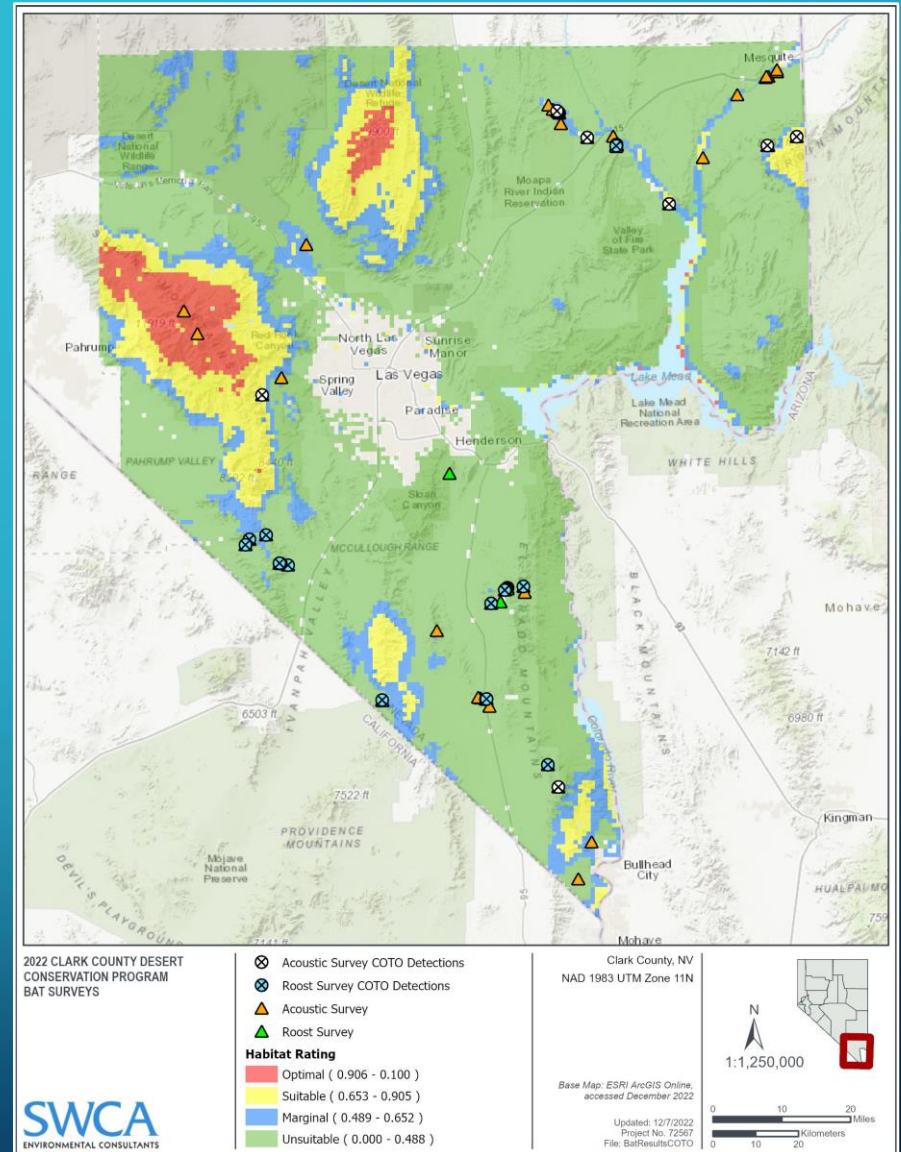 Mesquite
Desert National
Wildlife
Refuge
Desert
National
Wildlife
Range
Moapa
River Indian
Reservation
15
Valley
of Fire
State Park
Pahrump
North Las
Vegas
Sunrise
Manor
Spring
Valley
Las Vegas
Paradise
Henderson
Lake Mead
Lake Mead
National
Recreation Area
ARIZONA
WHITE HILLS
PAHRUMP VALLEY
RANGE
Sloan
Canyon
MCCULLOUGH RANGE
IVANPAH VALLEY
BLACK MOUNTAINS
93
Mohave
7142 ft
6503 ft
CALIFORNIA
6980 ft
7522 ft
PROVIDENCE
MOUNTAINS
Mojave
National
Preserve
DEVIL'S PLAYGROUND
95
Kingman
Bullhead
City
HUALPAI MO
759
7141 ft
Mohave
2022 CLARK COUNTY DESERT
CONSERVATION PROGRAM
BAT SURVEYS
SWCA
ENVIRONMENTAL CONSULTANTS
Acoustic Survey COTO Detections
Roost Survey COTO Detections
Acoustic Survey
Roost Survey
Habitat Rating
Optimal ( 0.906 - 0.100 )
Suitable ( 0.653 - 0.905 )
Marginal ( 0.489 - 0.652 )
Unsuitable ( 0.000 - 0.488 )
Clark County, NV
NAD 1983 UTM Zone 11N
Base Map: ESRI ArcGIS Online,
accessed December 2022
Updated: 12/7/2022
Project No. 72567
File: BatResultsCOTO
N
1:1,250,000
0 10 20
Miles
Kilometers
0 10 20